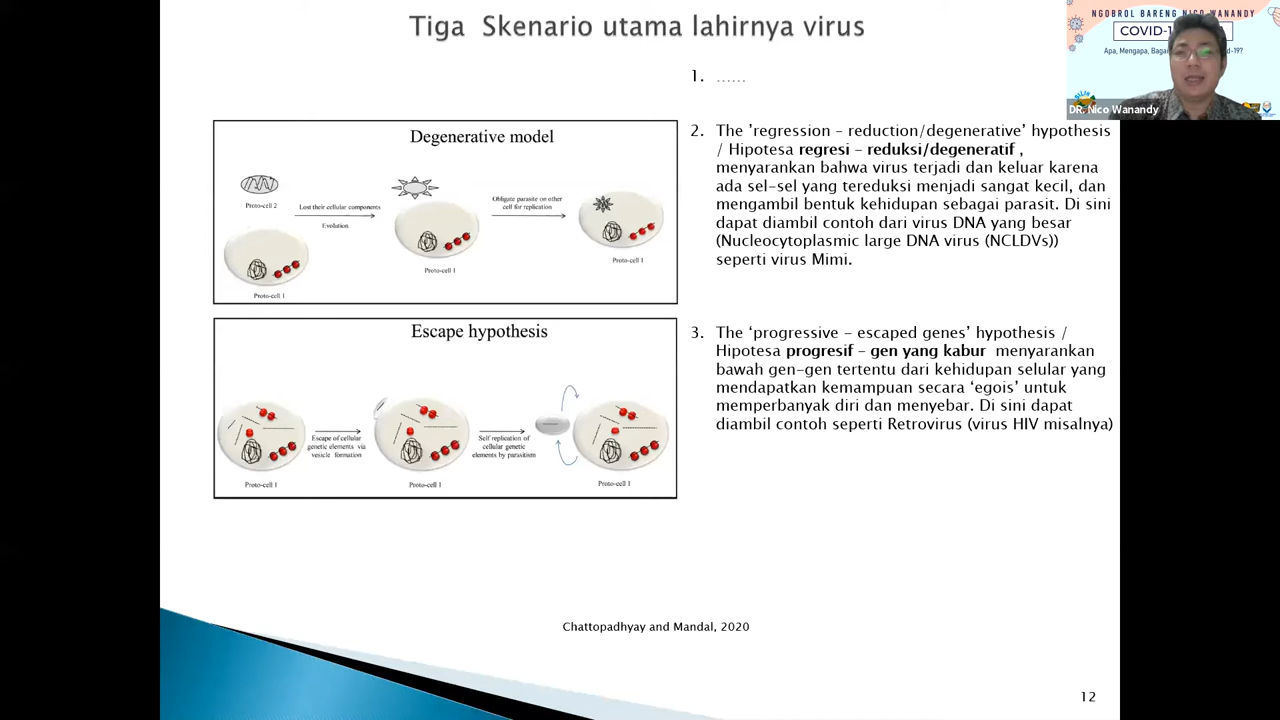 Tiga Skenario utama lahirnya virus
NGOBROL BARENG NICO WANANDY
COVID-1
Apa, Mengapa, Bagai
d-19?
DR. Nico Wanandy
1. ......
Degenerative model
Proto-cell 2
Lost their cellular components
Evolution
Proto-cell 1
Proto-cell 1
Obligate parasite on other
cell for replication
Proto-cell 1
2. The 'regression – reduction/degenerative' hypothesis
/ Hipotesa regresi – reduksi/degeneratif ,
menyarankan bahwa virus terjadi dan keluar karena
ada sel-sel yang tereduksi menjadi sangat kecil, dan
mengambil bentuk kehidupan sebagai parasit. Di sini
dapat diambil contoh dari virus DNA yang besar
(Nucleocytoplasmic large DNA virus (NCLDVs))
seperti virus Mimi.
Escape hypothesis
Escape of cellular
genetic elements via
vesicle formation
Self replication of
cellular genetic
elements by parasitism
Proto-cell 1
Proto-cell 1
Proto-cell 1
3. The 'progressive – escaped genes' hypothesis /
Hipotesa progresif – gen yang kabur menyarankan
bawah gen-gen tertentu dari kehidupan selular yang
mendapatkan kemampuan secara 'egois' untuk
memperbanyak diri dan menyebar. Di sini dapat
diambil contoh seperti Retrovirus (virus HIV misalnya)
Chattopadhyay and Mandal, 2020
12